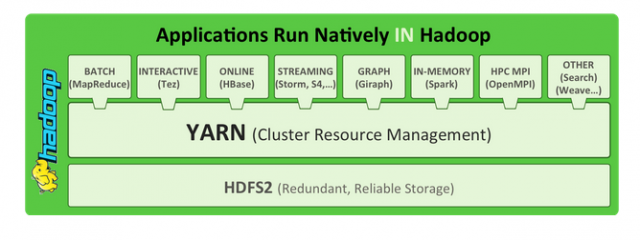 Applications Run Natively IN Hadoop
hadoop
BATCH
(MapReduce)
INTERACTIVE
(Tez)
ONLINE
(HBase)
STREAMING
(Storm, S4,...)
GRAPH
(Giraph)
IN-MEMORY
(Spark)
HPC MPI
(OpenMPI)
OTHER
(Search)
(Weave...)
YARN (Cluster Resource Management)
HDFS2 (Redundant, Reliable Storage)